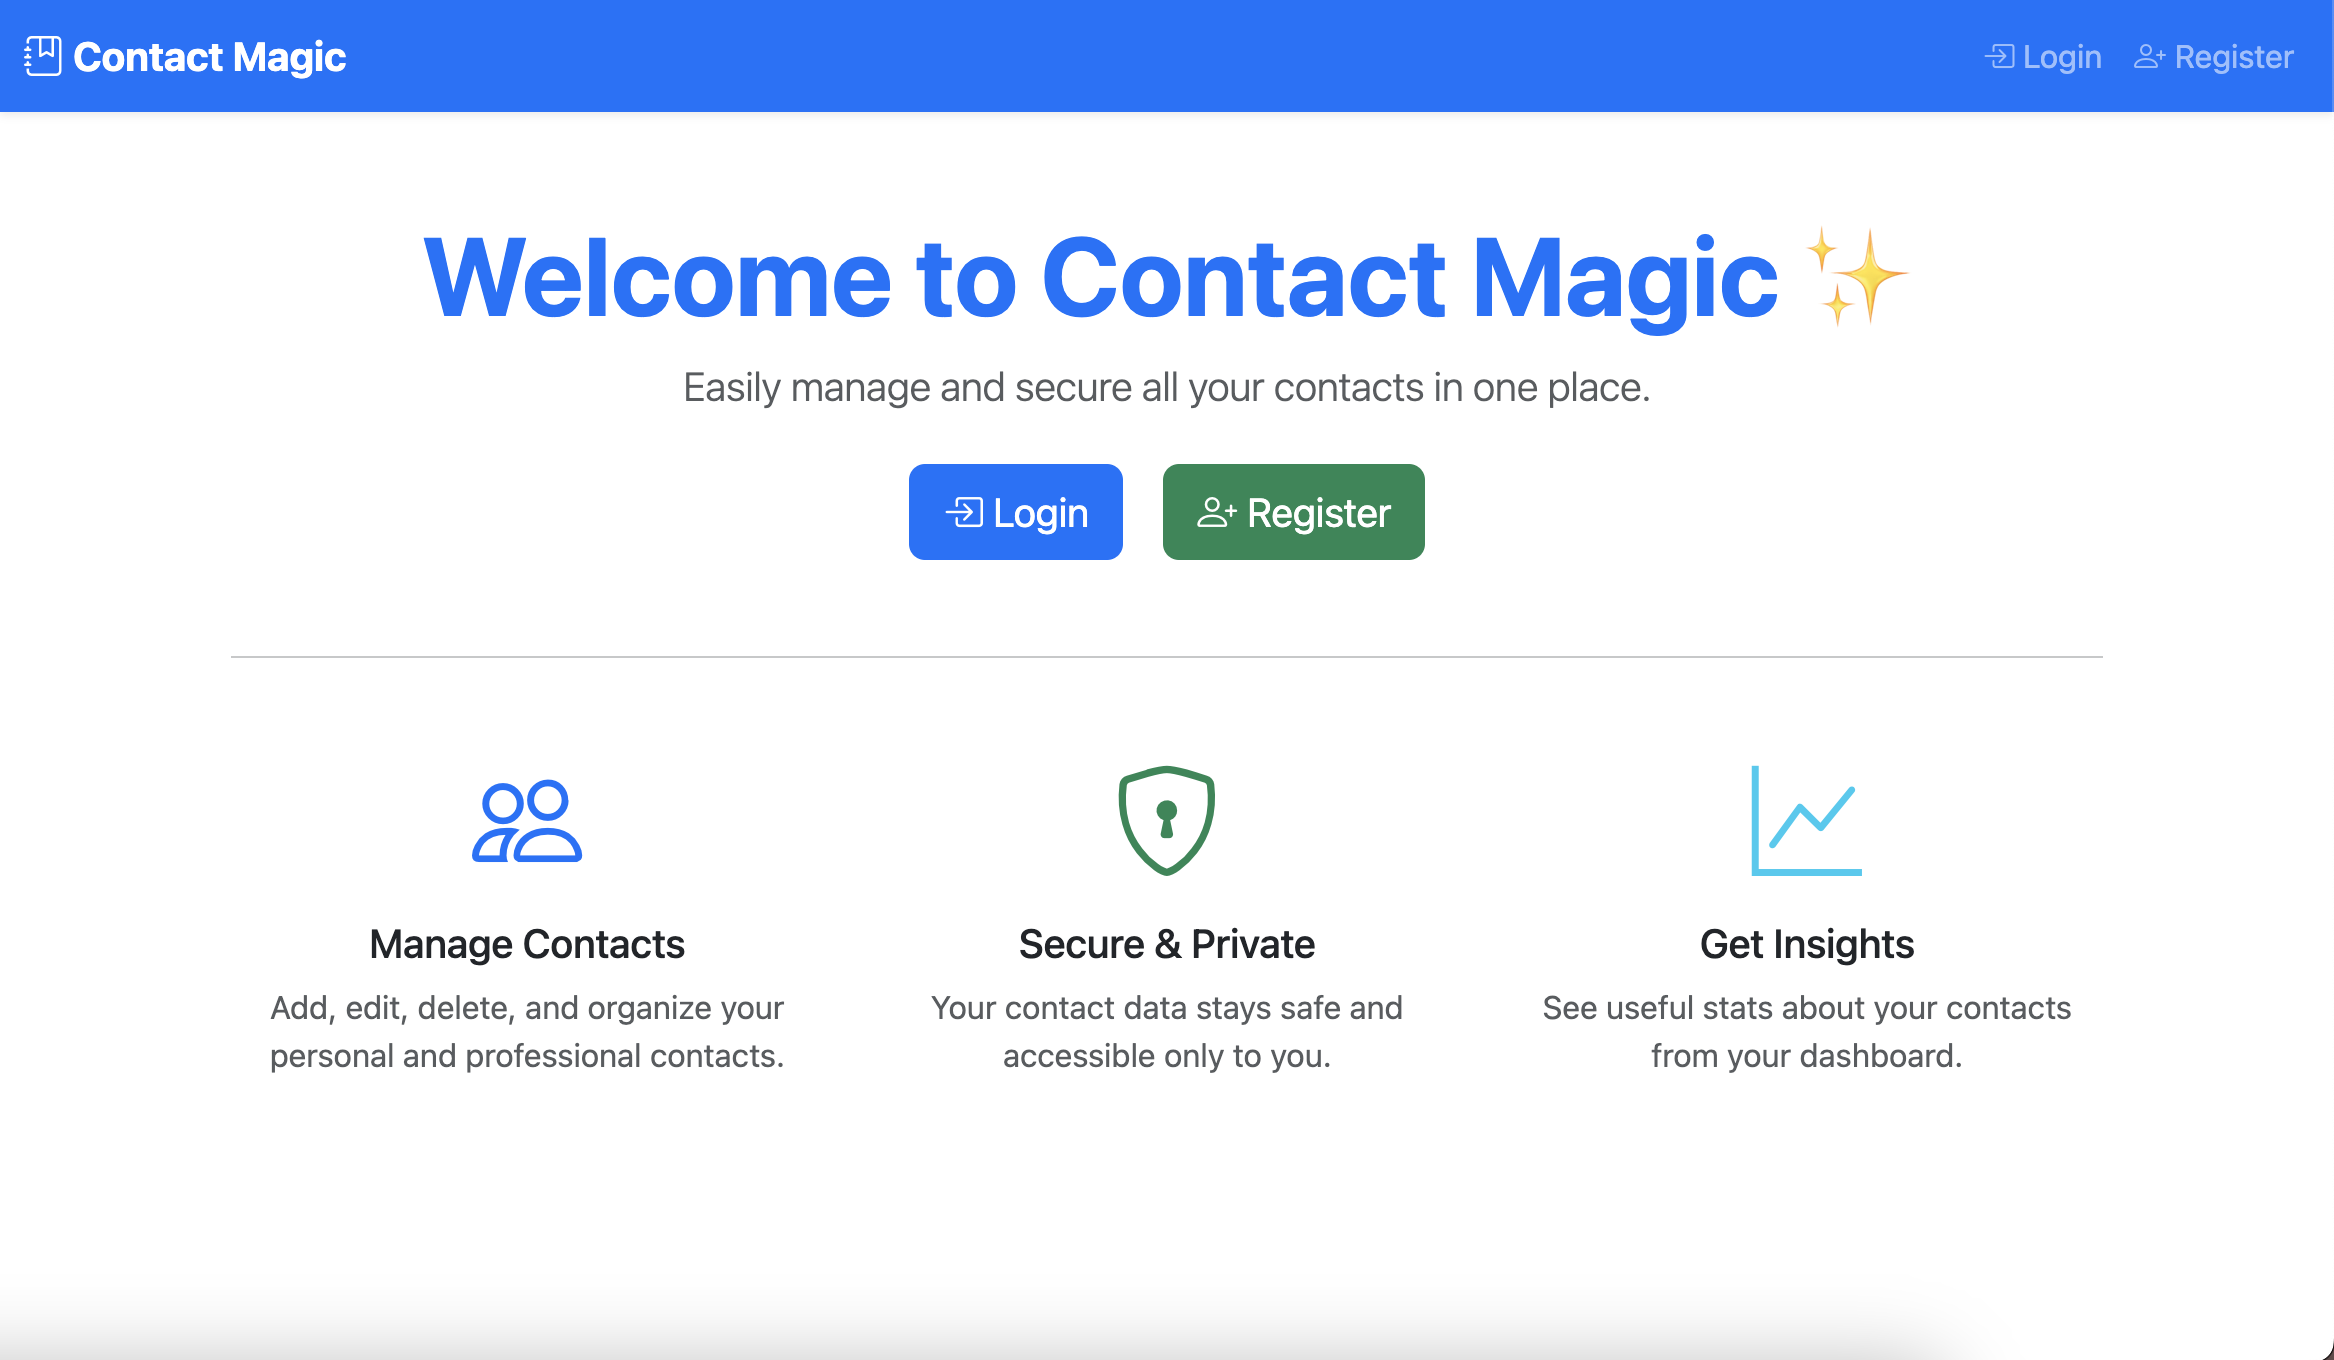 Contact Magic
Login
Register
Welcome to Contact Magic ✨
Easily manage and secure all your contacts in one place.
Login
Register
Manage Contacts
Add, edit, delete, and organize your
personal and professional contacts.
Secure & Private
Your contact data stays safe and
accessible only to you.
Get Insights
See useful stats about your contacts
from your dashboard.